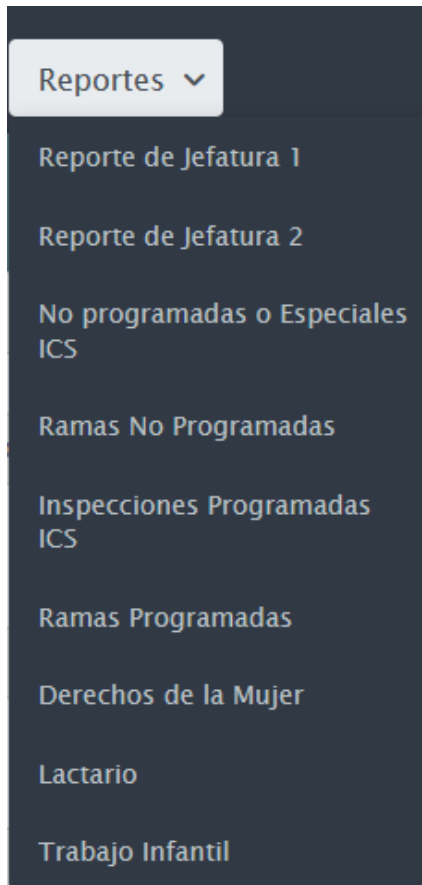 Reportes
Reporte de Jefatura 1
Reporte de Jefatura 2
No programadas o Especiales
ICS
Ramas No Programadas
Inspecciones Programadas
ICS
Ramas Programadas
Derechos de la Mujer
Lactario
Trabajo Infantil